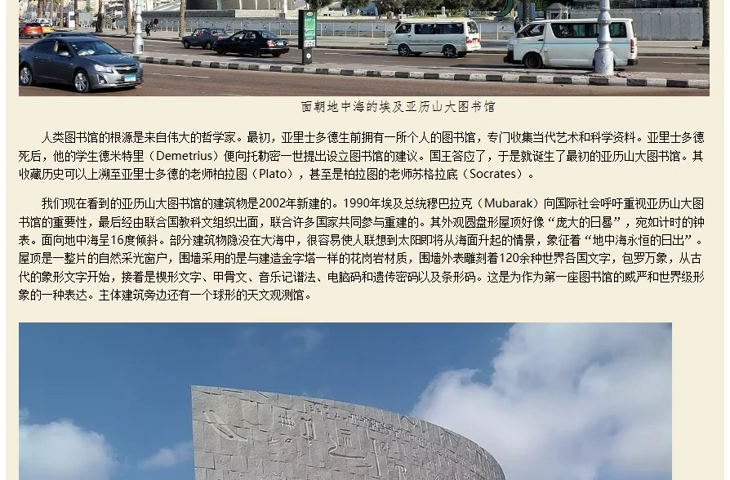 面朝地中海的埃及亚历山大图书馆
人类图书馆的根源是来自伟大的哲学家。最初，亚里士多德生前拥有一所个人的图书馆，专门收集当代艺术和科学资料。亚里士多德
死后，他的学生德米特里（Demetrius）便向托勒密一世提出设立图书馆的建议。国王答应了，于是就诞生了最初的亚历山大图书馆。其
收藏历史可以上溯至亚里士多德的老师柏拉图（Plato），甚至是柏拉图的老师苏格拉底（Socrates）。
我们现在看到的亚历山大图书馆的建筑物是2002年新建的。1990年埃及总统穆巴拉克（Mubarak）向国际社会呼吁重视亚历山大图
书馆的重要性，最后经由联合国教科文组织出面，联合许多国家共同参与重建的。其外观圆盘形屋顶好像“庞大的日晷”，宛如计时的钟
表。面向地中海呈16度倾斜。部分建筑物隐没在大海中，很容易使人联想到太阳即将从海面升起的情景，象征着“地中海永恒的日出”。
屋顶是一整片的自然采光窗户，围墙采用的是与建造金字塔一样的花岗岩材质，围墙外表雕刻着120余种世界各国文字，包罗万象，从古
代的象形文字开始，接着是楔形文字、甲骨文、音乐记谱法、电脑码和遗传密码以及条形码。这是为作为第一座图书馆的威严和世界级形
象的一种表达。主体建筑旁边还有一个球形的天文观测馆。